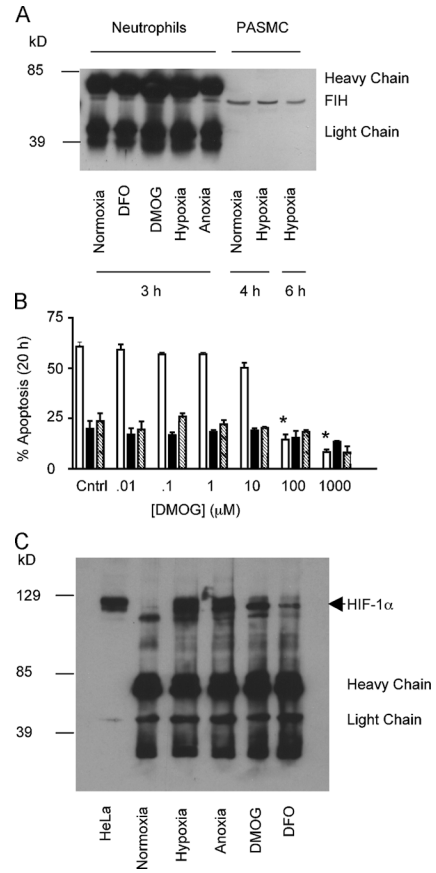 A
kD
Neutrophils PASMC
85
39
Heavy Chain
FIH
Light Chain
Normoxia DFO DMOG Hypoxia Anoxia Normoxia Hypoxia Hypoxia
3 h 4 h 6 h
B
% Apoptosis (20 h)
75
50
25
0
* *
Cntrl .01 .1 1 10 100 1000
[DMOG] (μM)
C
kD
129
85
39
HIF-1α
Heavy Chain
Light Chain
HeLa Normoxia Hypoxia Anoxia DMOG DFO